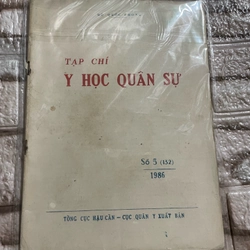 TẠP CHÍ
Y HỌC QUÂN SỰ
Số 5 (152)
1986
TỔNG CỤC HẬU CẦN – CỤC QUÂN Y XUẤT BẢN